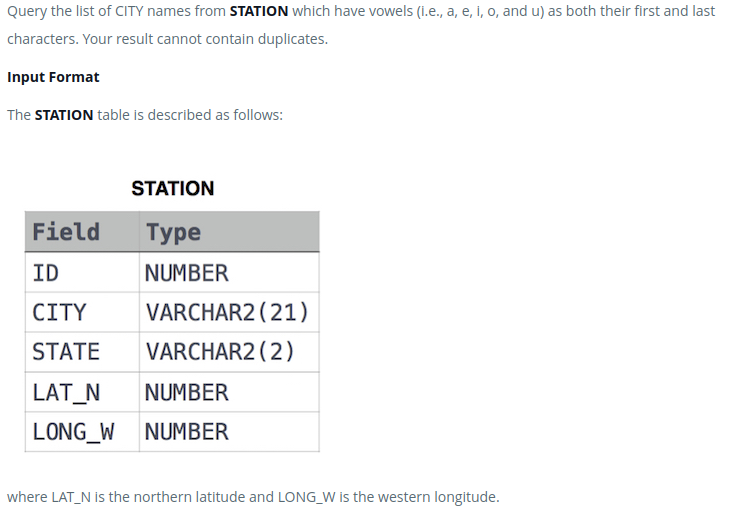 Query the list of CITY names from STATION which have vowels (i.e., a, e, i, o, and u) as both their first and last
characters. Your result cannot contain duplicates.
Input Format
The STATION table is described as follows:
STATION
Field Type
ID NUMBER
CITY VARCHAR2(21)
STATE VARCHAR2(2)
LAT_N NUMBER
LONG_W NUMBER
where LAT_N is the northern latitude and LONG_W is the western longitude.